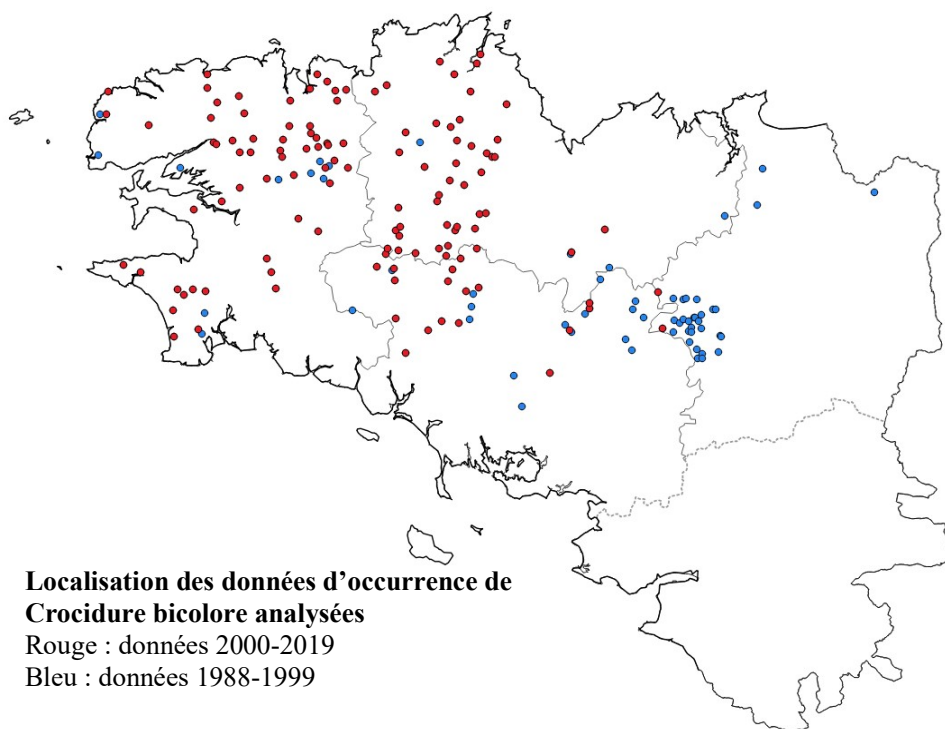 Localisation des données d’occurrence de
Crocidure bicolore analysées
Rouge : données 2000-2019
Bleu : données 1988-1999